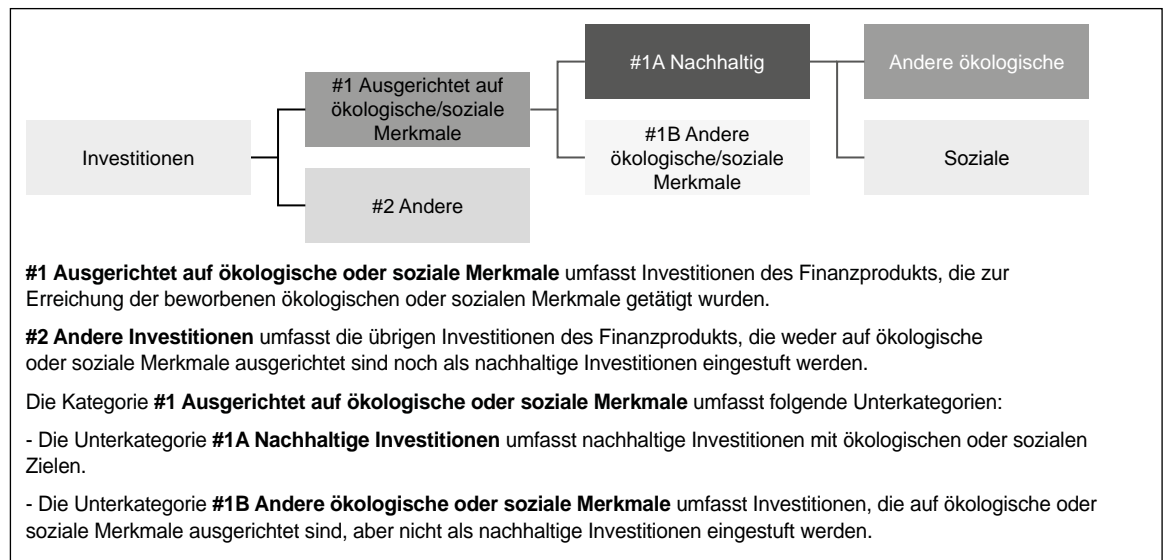 Investitionen
#1 Ausgerichtet auf
ökologische/soziale
Merkmale
#2 Andere
#1A Nachhaltig
#1B Andere
ökologische/soziale
Merkmale
Andere ökologische
Soziale
#1 Ausgerichtet auf ökologische oder soziale Merkmale umfasst Investitionen des Finanzprodukts, die zur
Erreichung der beworbenen ökologischen oder sozialen Merkmale getätigt wurden.
#2 Andere Investitionen umfasst die übrigen Investitionen des Finanzprodukts, die weder auf ökologische
oder soziale Merkmale ausgerichtet sind noch als nachhaltige Investitionen eingestuft werden.
Die Kategorie #1 Ausgerichtet auf ökologische oder soziale Merkmale umfasst folgende Unterkategorien:
- Die Unterkategorie #1A Nachhaltige Investitionen umfasst nachhaltige Investitionen mit ökologischen oder sozialen
Zielen.
- Die Unterkategorie #1B Andere ökologische oder soziale Merkmale umfasst Investitionen, die auf ökologische oder
soziale Merkmale ausgerichtet sind, aber nicht als nachhaltige Investitionen eingestuft werden.